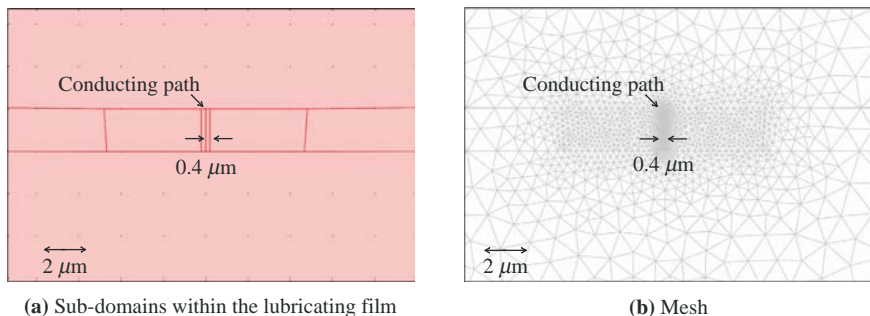 Conducting path
0.4 μm
2 μm
(a) Sub-domains within the lubricating film
Conducting path
0.4 μm
2 μm
(b) Mesh